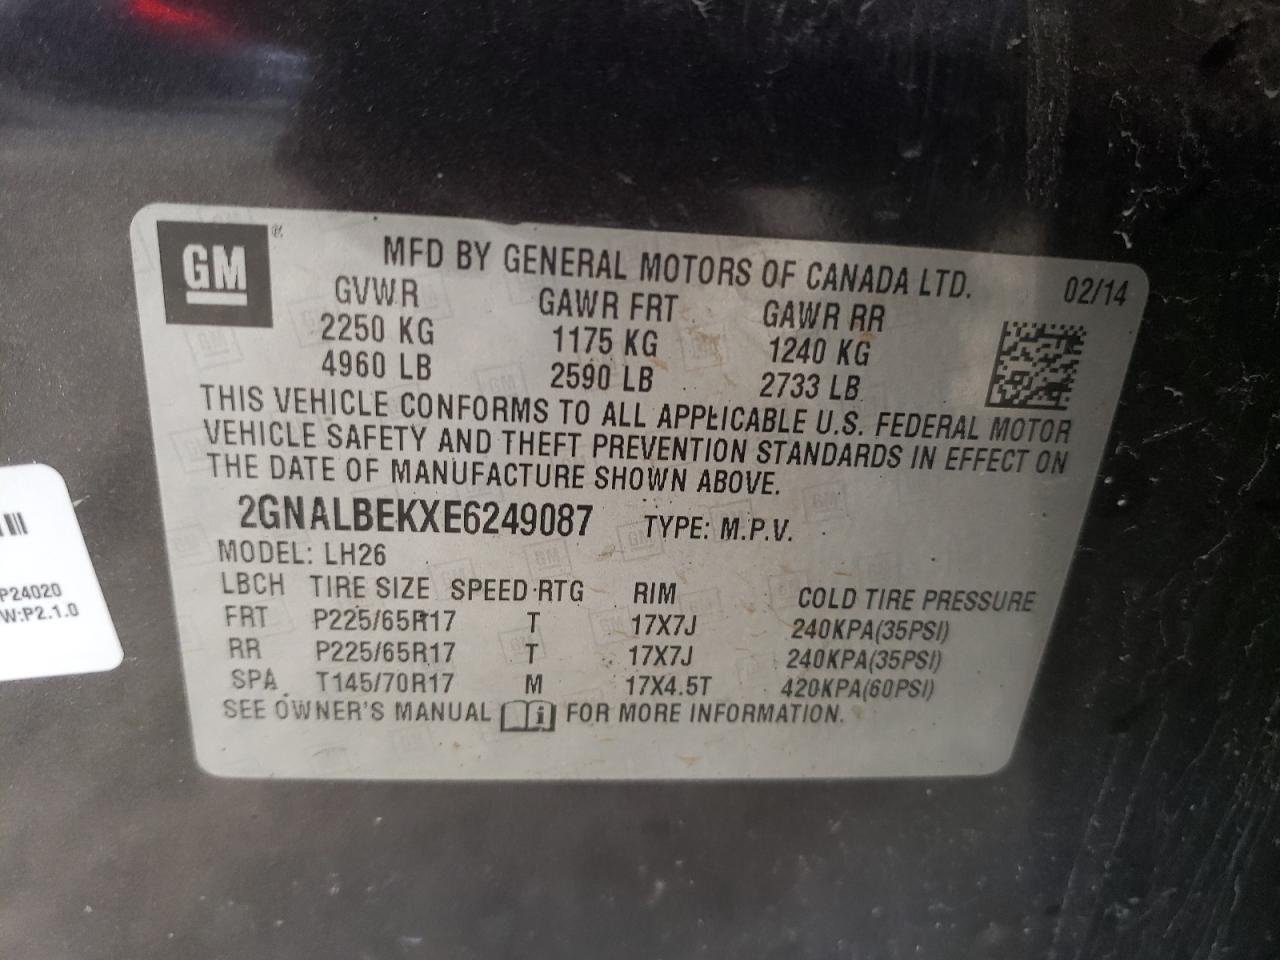 GM®
MFD BY GENERAL MOTORS OF CANADA LTD. 02/14
GVWR GAWR FRT GAWR RR
2250 KG 1175 KG 1240 KG
4960 LB 2590 LB 2733 LB
THIS VEHICLE CONFORMS TO ALL APPLICABLE U.S. FEDERAL MOTOR
VEHICLE SAFETY AND THEFT PREVENTION STANDARDS IN EFFECT ON
THE DATE OF MANUFACTURE SHOWN ABOVE.
2GNALBEKXE6249087 TYPE: M.P.V.
MODEL: LH26
LBCH TIRE SIZE SPEED RTG RIM COLD TIRE PRESSURE
FRT P225/65R17 T 17X7J 240KPA(35PSI)
RR P225/65R17 T 17X7J 240KPA(35PSI)
SPA T145/70R17 M 17X4.5T 420KPA(60PSI)
SEE OWNER'S MANUAL i FOR MORE INFORMATION.
P24020
W:P2.1.0